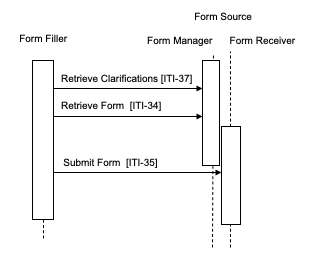 Form Source
Form Filler
Form Manager
Form Receiver
Retrieve Clarifications [ITI-37]
Retrieve Form [ITI-34]
Submit Form [ITI-35]